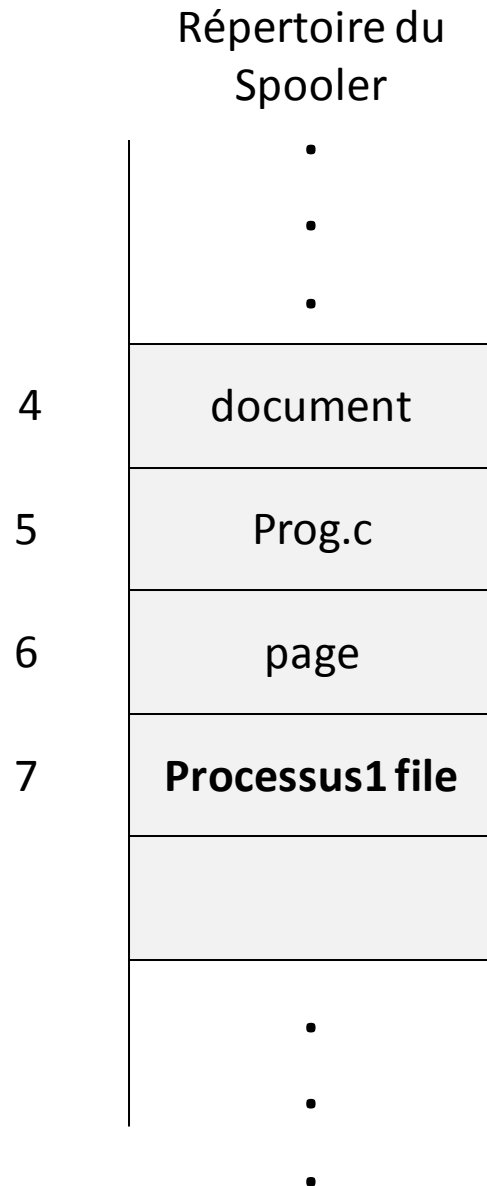 Répertoire du
Spooler
.
.
.
4 document
5 Prog.c
6 page
7 Processus1 file
.
.
.